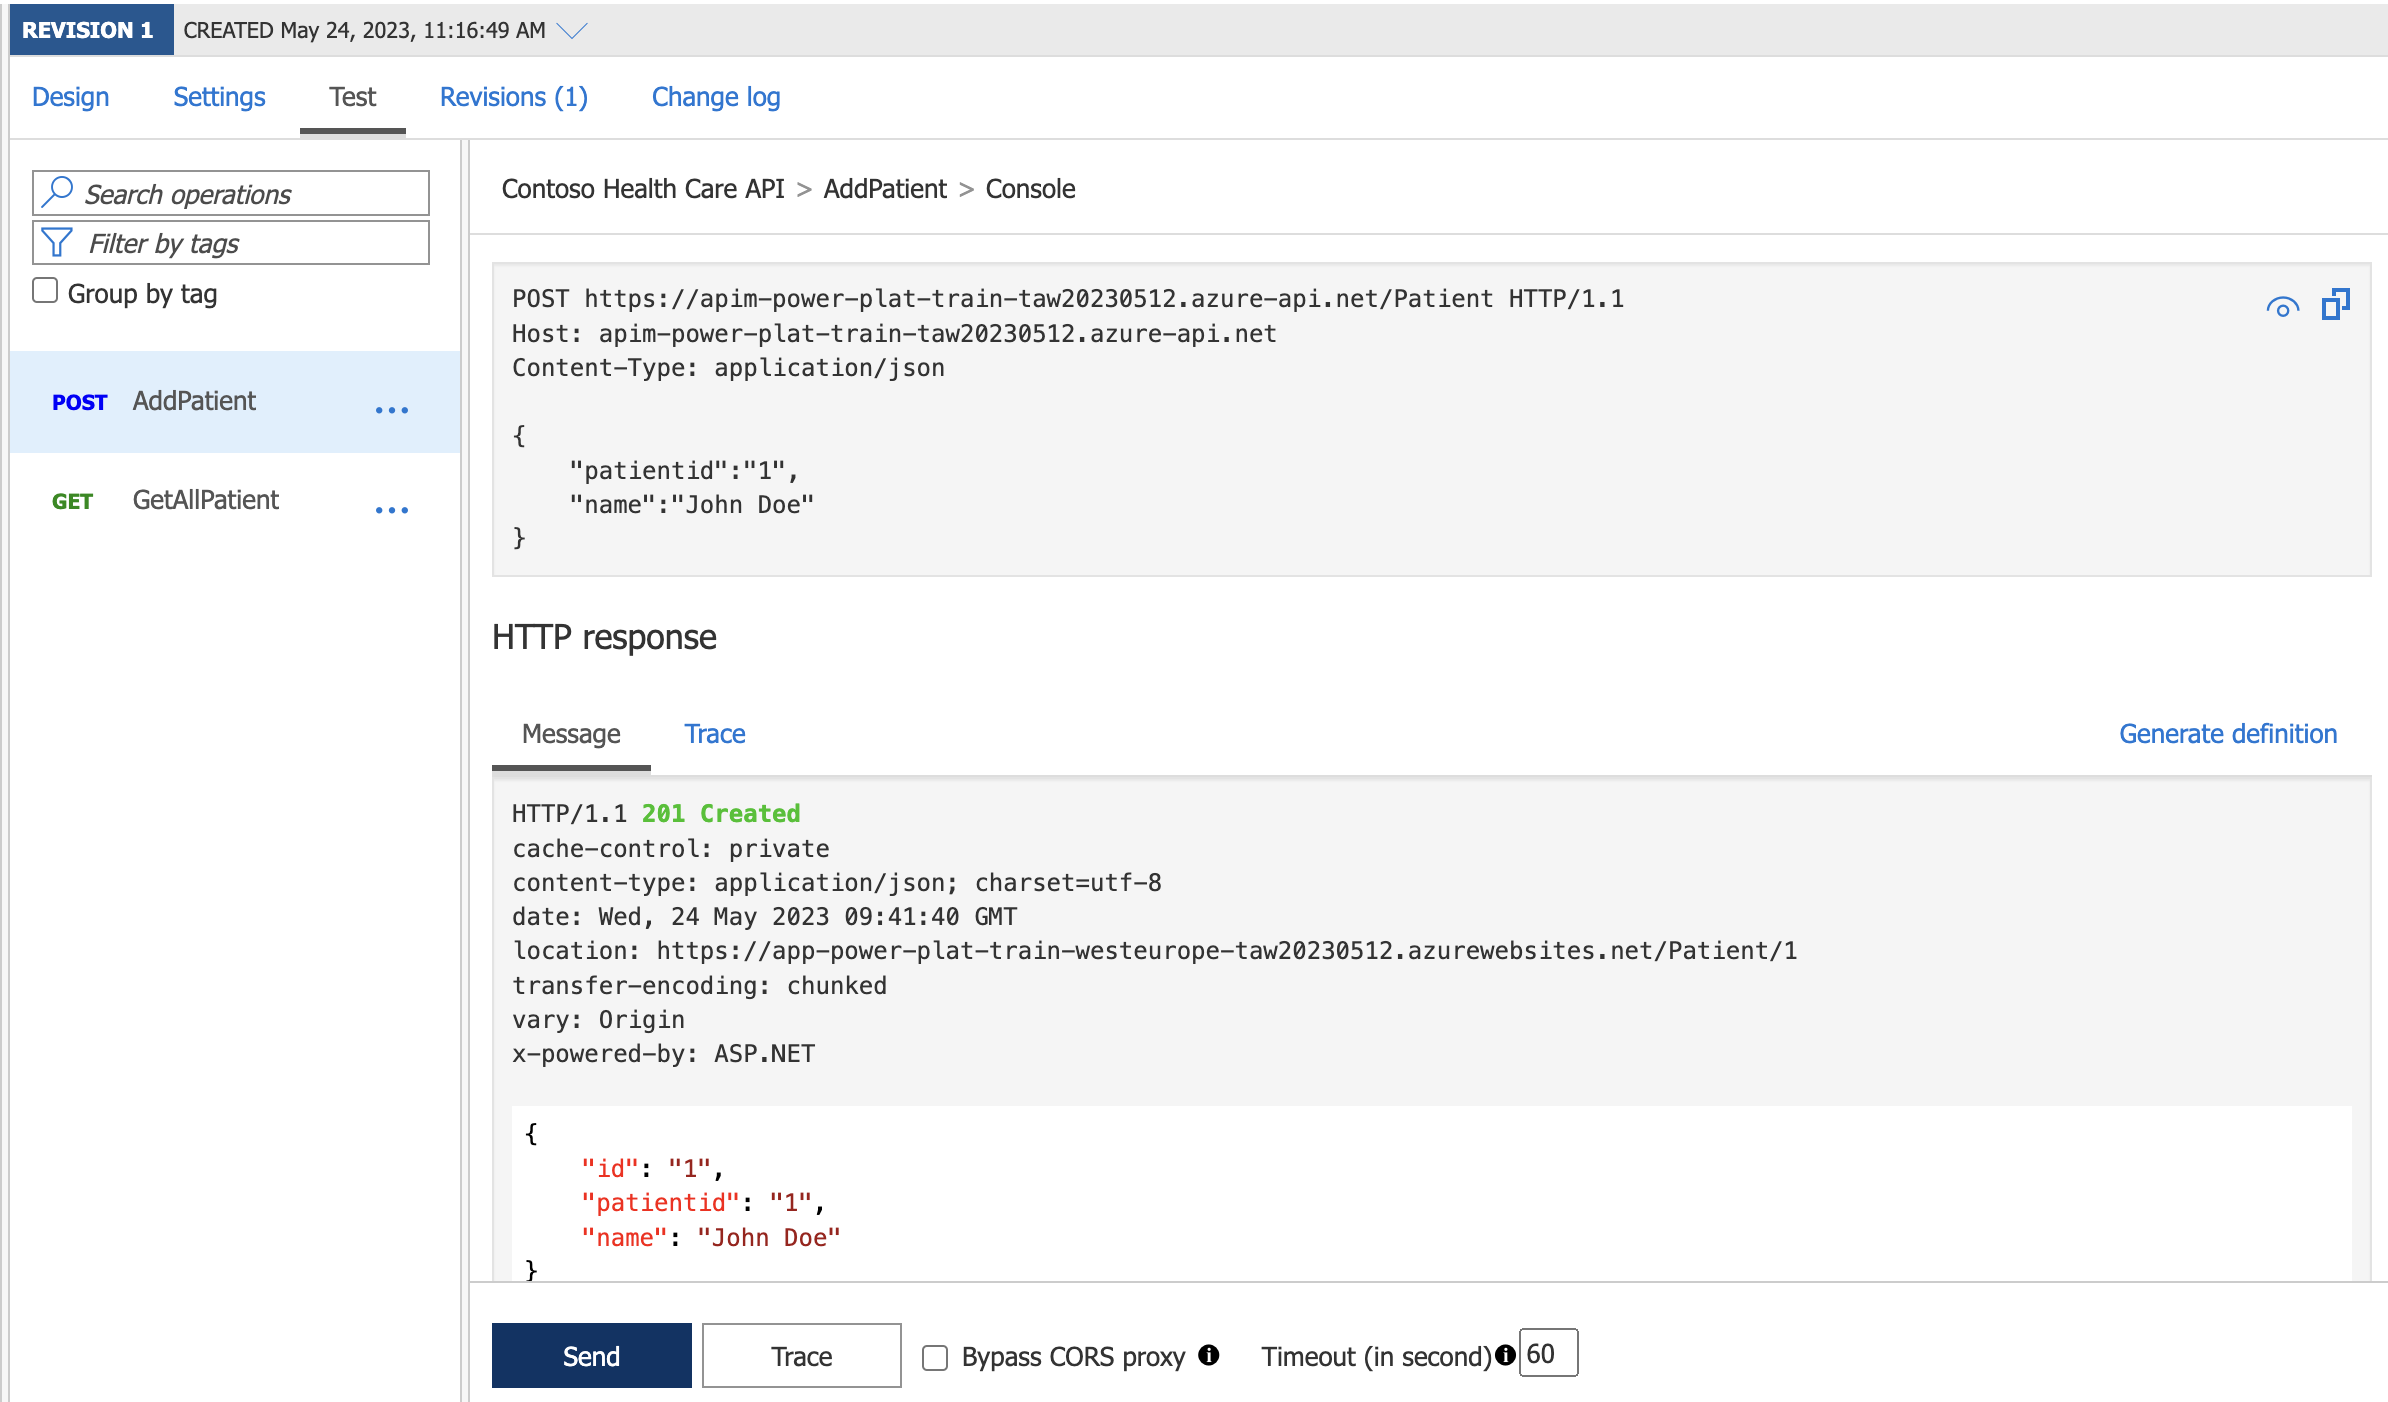 REVISION 1 CREATED May 24, 2023, 11:16:49 AM
Design Settings Test Revisions (1) Change log
Search operations
Filter by tags
Group by tag
POST AddPatient ...
GET GetAllPatient ...
Contoso Health Care API > AddPatient > Console
POST https://apim-power-plat-train-taw20230512.azure-api.net/Patient HTTP/1.1
Host: apim-power-plat-train-taw20230512.azure-api.net
Content-Type: application/json
{
"patientid":"1",
"name":"John Doe"
}
HTTP response
Message Trace Generate definition
HTTP/1.1 201 Created
cache-control: private
content-type: application/json; charset=utf-8
date: Wed, 24 May 2023 09:41:40 GMT
location: https://app-power-plat-train-westeurope-taw20230512.azurewebsites.net/Patient/1
transfer-encoding: chunked
vary: Origin
x-powered-by: ASP.NET
{
"id": "1",
"patientid": "1",
"name": "John Doe"
}
Send Trace Bypass CORS proxy Timeout (in second) 60